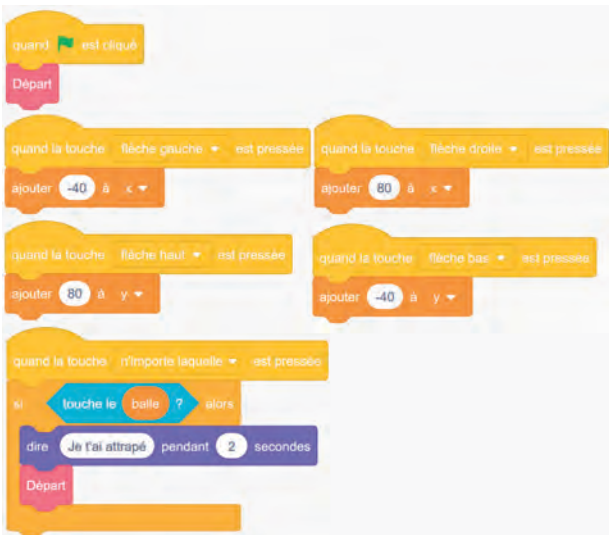 quand est cliqué
Départ
quand la touche flèche gauche est pressée
ajouter -40 à x
quand la touche flèche droite est pressée
ajouter 80 à x
quand la touche flèche haut est pressée
ajouter 80 à y
quand la touche flèche bas est pressée
ajouter -40 à y
quand la touche n'importe laquelle est pressée
si touche le balle ? alors
dire Je t'ai attrapé pendant 2 secondes
Départ